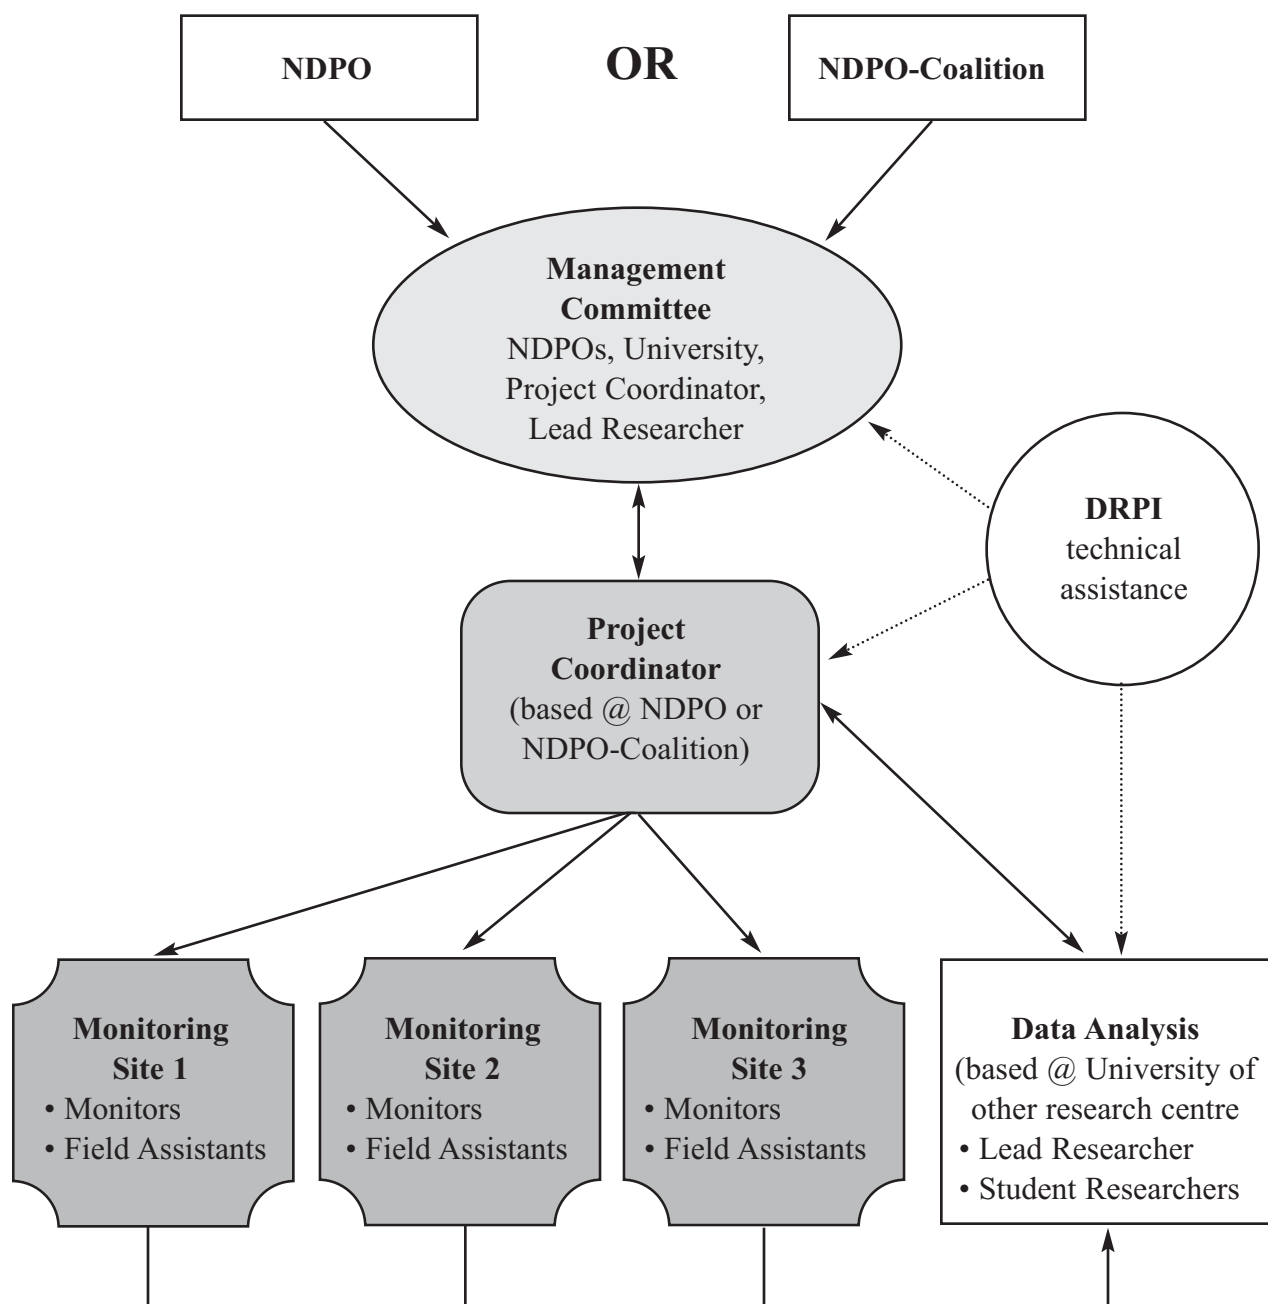 NDPO
OR
NDPO-Coalition
Management
Committee
NDPOs, University,
Project Coordinator,
Lead Researcher
DRPI
technical
assistance
Project
Coordinator
(based @ NDPO or
NDPO-Coalition)
Monitoring
Site 1
• Monitors
• Field Assistants
Monitoring
Site 2
• Monitors
• Field Assistants
Monitoring
Site 3
• Monitors
• Field Assistants
Data Analysis
(based @ University of
other research centre
• Lead Researcher
• Student Researchers